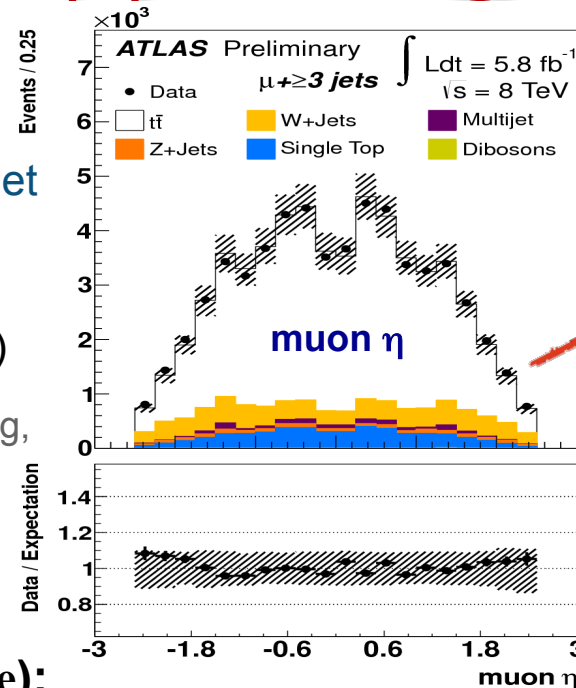 ×10³
Events / 0.25
7
6
5
4
3
2
1
0
ATLAS Preliminary
μ+≥3 jets
∫ Ldt = 5.8 fb⁻¹
√s = 8 TeV
Data
tt̄
W+Jets
Multijet
Z+Jets
Single Top
Dibosons
et
)
muon η
g,
Data / Expectation
1.4
1.2
1
0.8
-3 -1.8 -0.6 0.6 1.8 3
muon η
e):